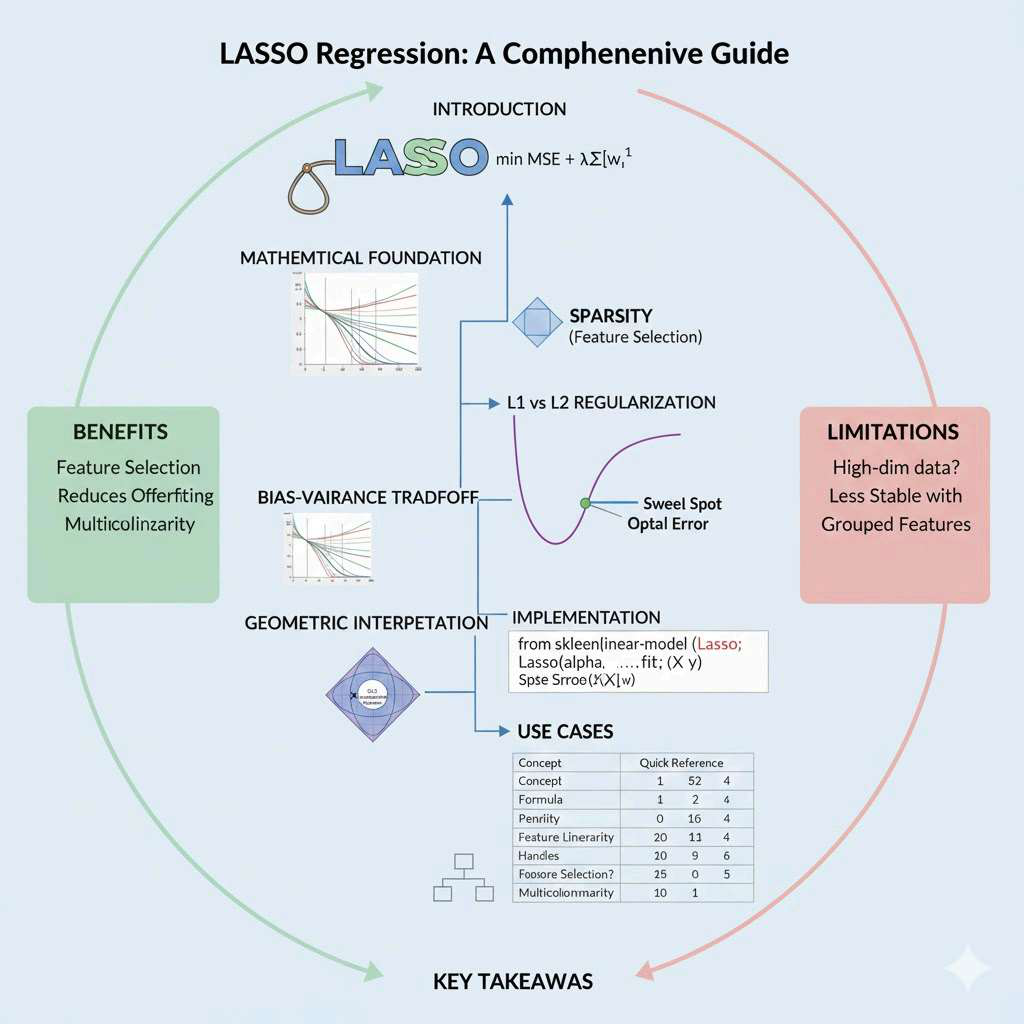 LASSO Regression: A Comphenenive Guide
INTRODUCTION
LASSO min MSE + λΣ[wᵢ¹
MATHEMTICAL FOUNDATION
SPARSITY
(Feature Selection)
L1 vs L2 REGULARIZATION
BENEFITS
Feature Selection
Reduces Offerfiting
Multicolinzarity
LIMITATIONS
High-dim data?
Less Stable with
Grouped Features
BIAS-VAIRANCE TRADFOFF
Sweel Spot
Optal Error
GEOMETRIC INTERPETATION
IMPLEMENTATION
from skleen(inear-model (Lasso;
Lasso(alpha, .....fit; (X y)
USE CASES
Concept Quick Reference
Concept 1 52 4
Formula 1 2 4
Penriity 0 16 4
Feature Linerarity 20 11 4
Handles 20 9 6
Foosore Selection? 25 0 5
Multicoliommarity 10 1
KEY TAKEAWAS